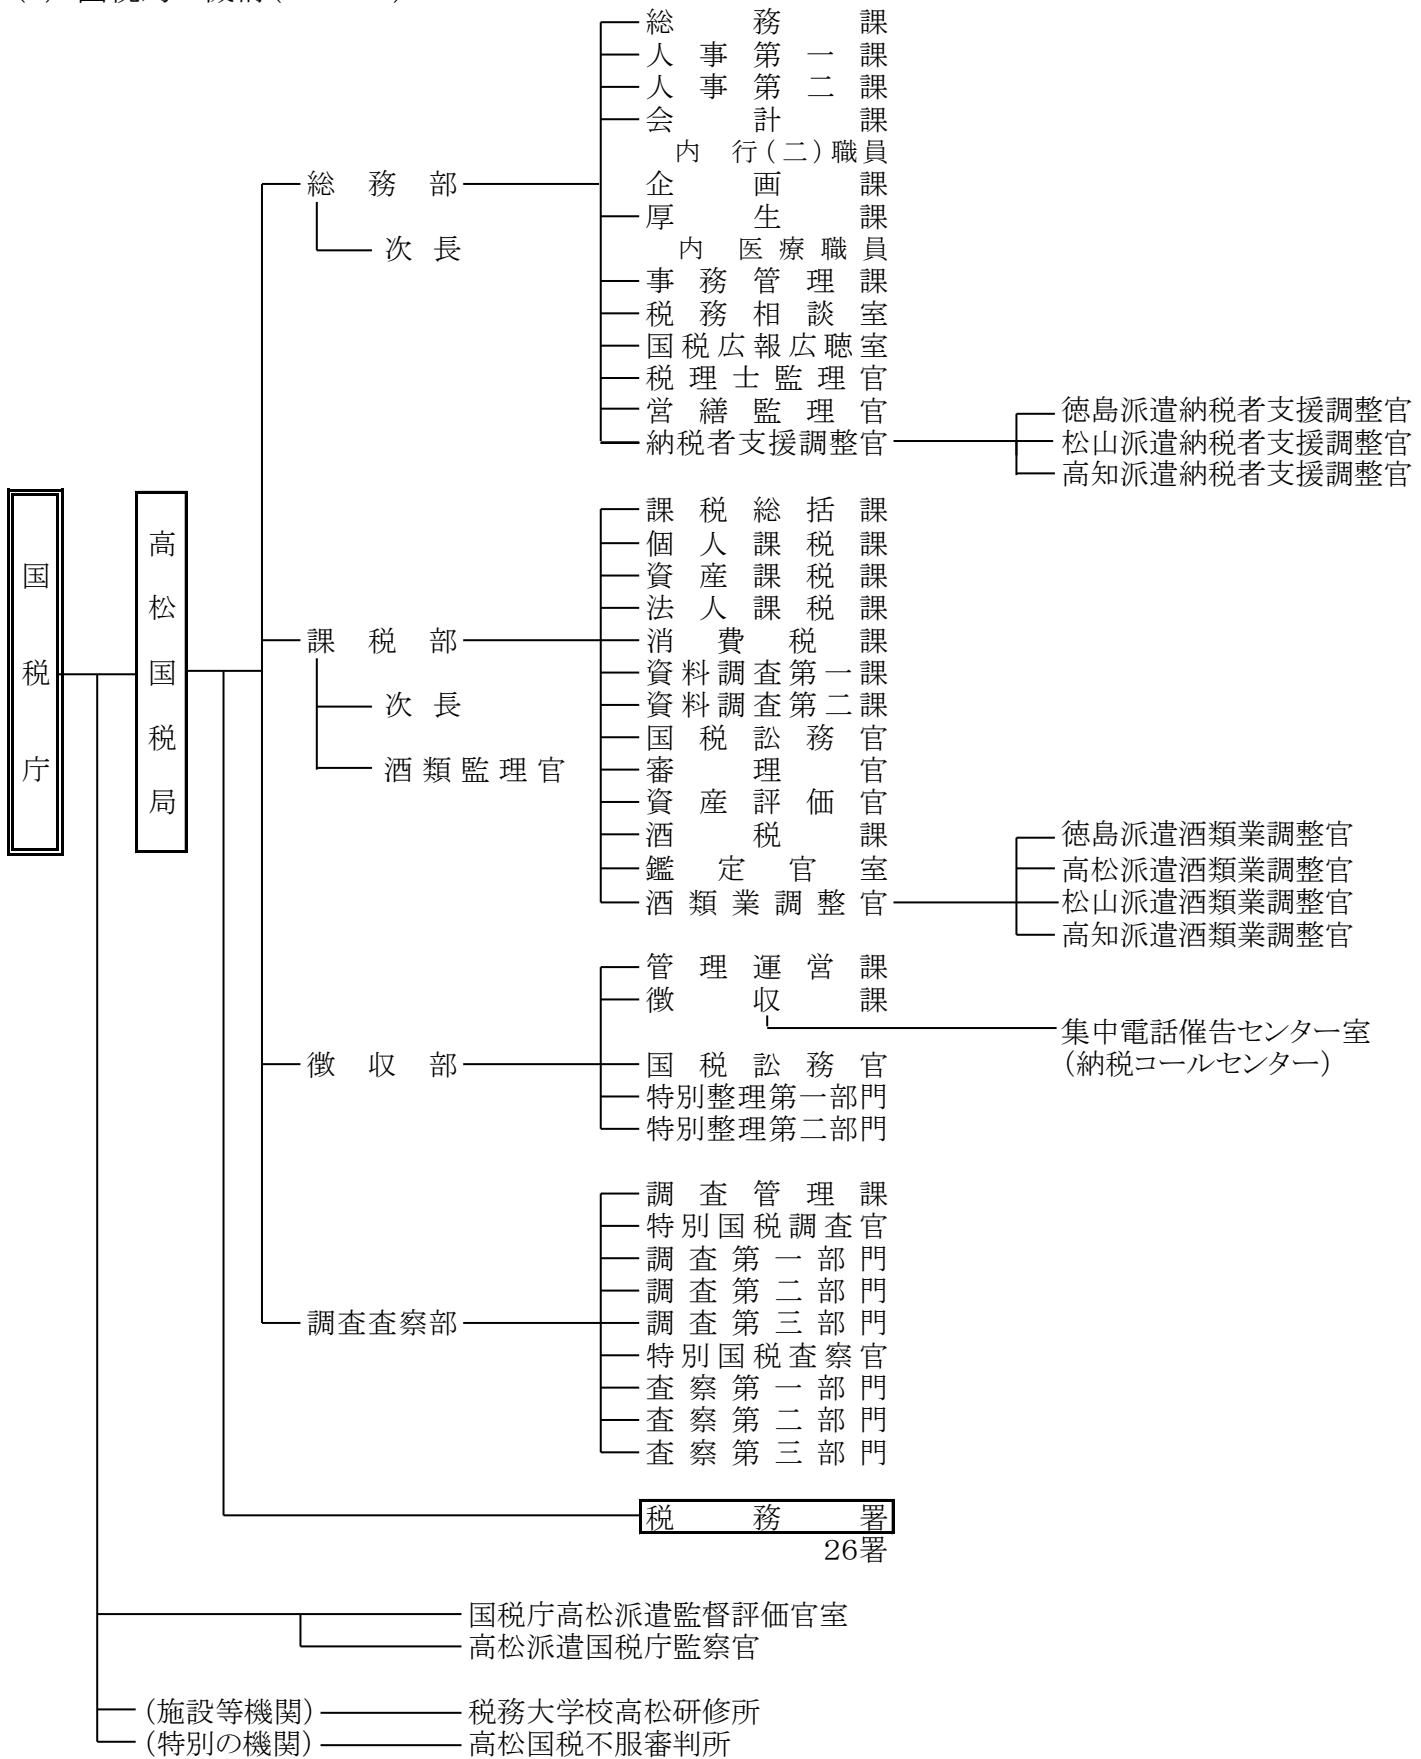 総務課
人事第一課
人事第二課
会計課
内 行(二)職員
総務部
企画課
厚生課
次長
内 医療職員
事務管理課
税務相談室
国税広報広聴室
税理士監理官
営繕監理官
納税者支援調整官
徳島派遣納税者支援調整官
松山派遣納税者支援調整官
高知派遣納税者支援調整官
国税庁
高松国税局
課税総括課
個人課税課
資産課税課
法人課税課
課税部
消費税課
資料調査第一課
次長
資料調査第二課
国税訟務官
酒類監理官
審理官
資産評価官
酒税課
鑑定官室
酒類業調整官
徳島派遣酒類業調整官
高松派遣酒類業調整官
松山派遣酒類業調整官
高知派遣酒類業調整官
管理運営課
徴収課
集中電話催告センター室
(納税コールセンター)
徴収部
国税訟務官
特別整理第一部門
特別整理第二部門
調査管理課
特別国税調査官
調査第一部門
調査第二部門
調査査察部
調査第三部門
特別国税査察官
査察第一部門
査察第二部門
査察第三部門
税務署
26署
国税庁高松派遣監督評価官室
高松派遣国税庁監察官
(施設等機関) 税務大学校高松研修所
(特別の機関) 高松国税不服審判所